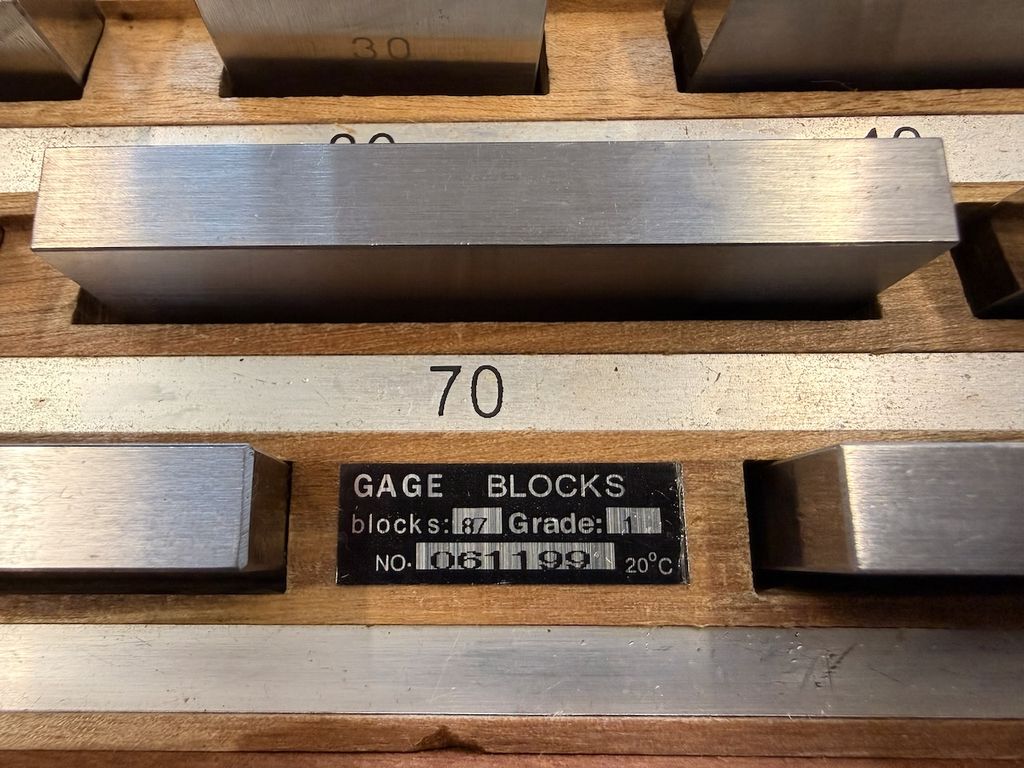 30
70
GAGE BLOCKS
blocks: 87 Grade: 1
NO. 061199 20°C